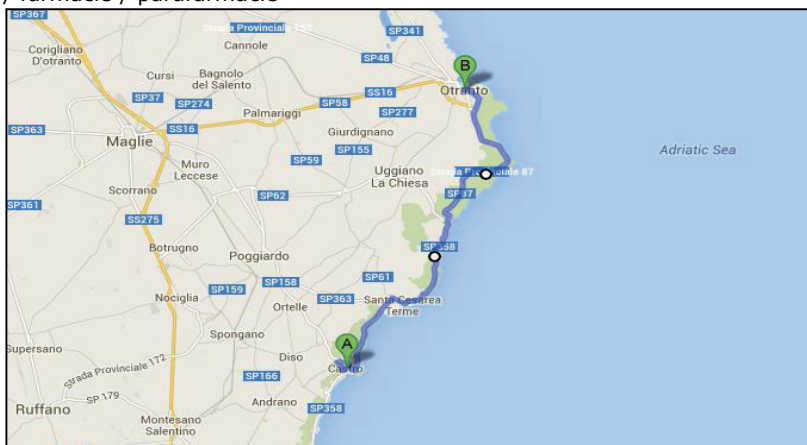 / farmacie / parafarmacie
SP367
Strada Provinciale 150
SP341
Corigliano
D'otranto
Cannole
SP48
B
Otranto
Cursi
Bagnolo
del Salento
SS16
SP37
SP274
SP58
SP277
Palmariggi
SP363
SS16
Giurdignano
Maglie
SP155
Adriatic Sea
Muro
Leccese
SP59
Uggiano
La Chiesa
Strada Provinciale 87
Scorrano
SP62
SP87
SP361
SS275
Botrugno
SP358
Poggiardo
SP61
Nociglia
SP159
SP158
SP363
Santa Cesarea
Terme
Ortelle
Supersano
Spongano
A
Diso
Castro
Strada Provinciale 172
SP166
Andrano
SP 179
Ruffano
SP358
Montesano
Salentino